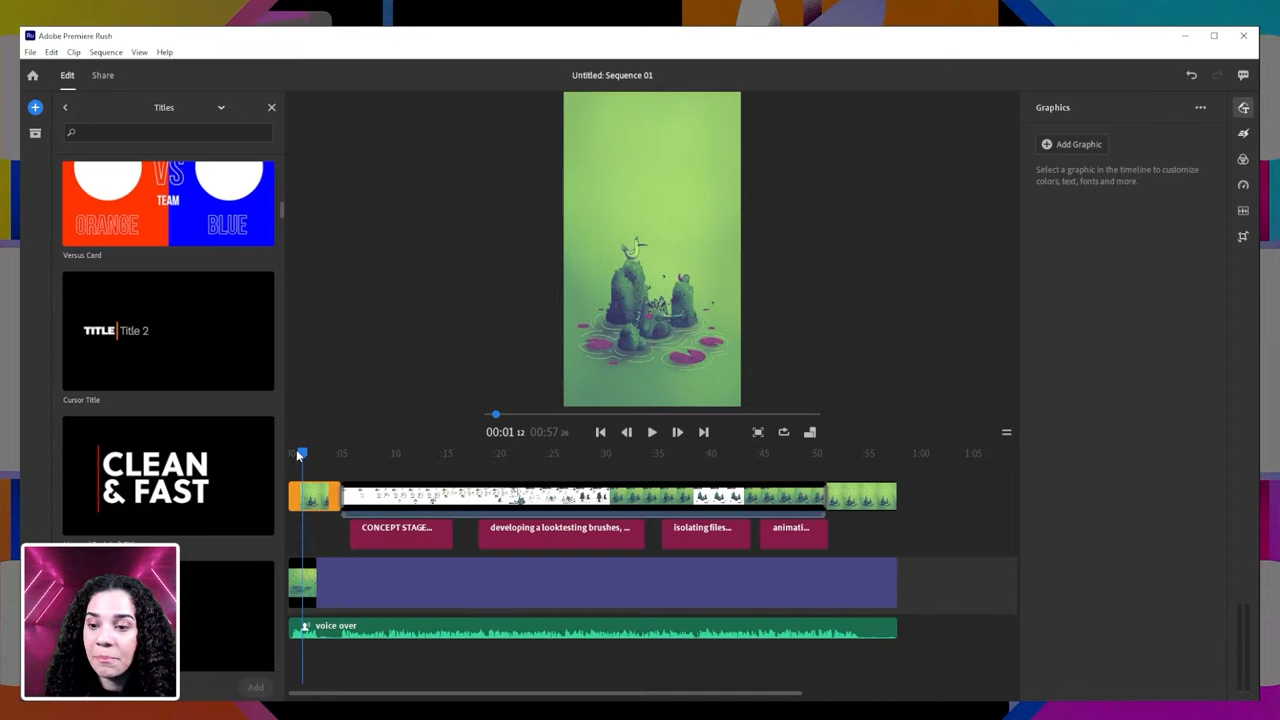 Ru Adobe Premiere Rush
File Edit Clip Sequence View Help
Edit Share
Untitled: Sequence 01
Titles
VS
TEAM
ORANGE BLUE
Versus Card
TITLE Title 2
Cursor Title
CLEAN
& FAST
Add
Graphics
Add Graphic
Select a graphic in the timeline to customize
colors, text, fonts and more.
00:01 12 00:57
:05 :10 :15 :20 :25 :30 :35 :40 :45 :50 :55 1:00 1:05
CONCEPT STAGE... developing a looktesting brushes, ... isolating files... animati...
voice over